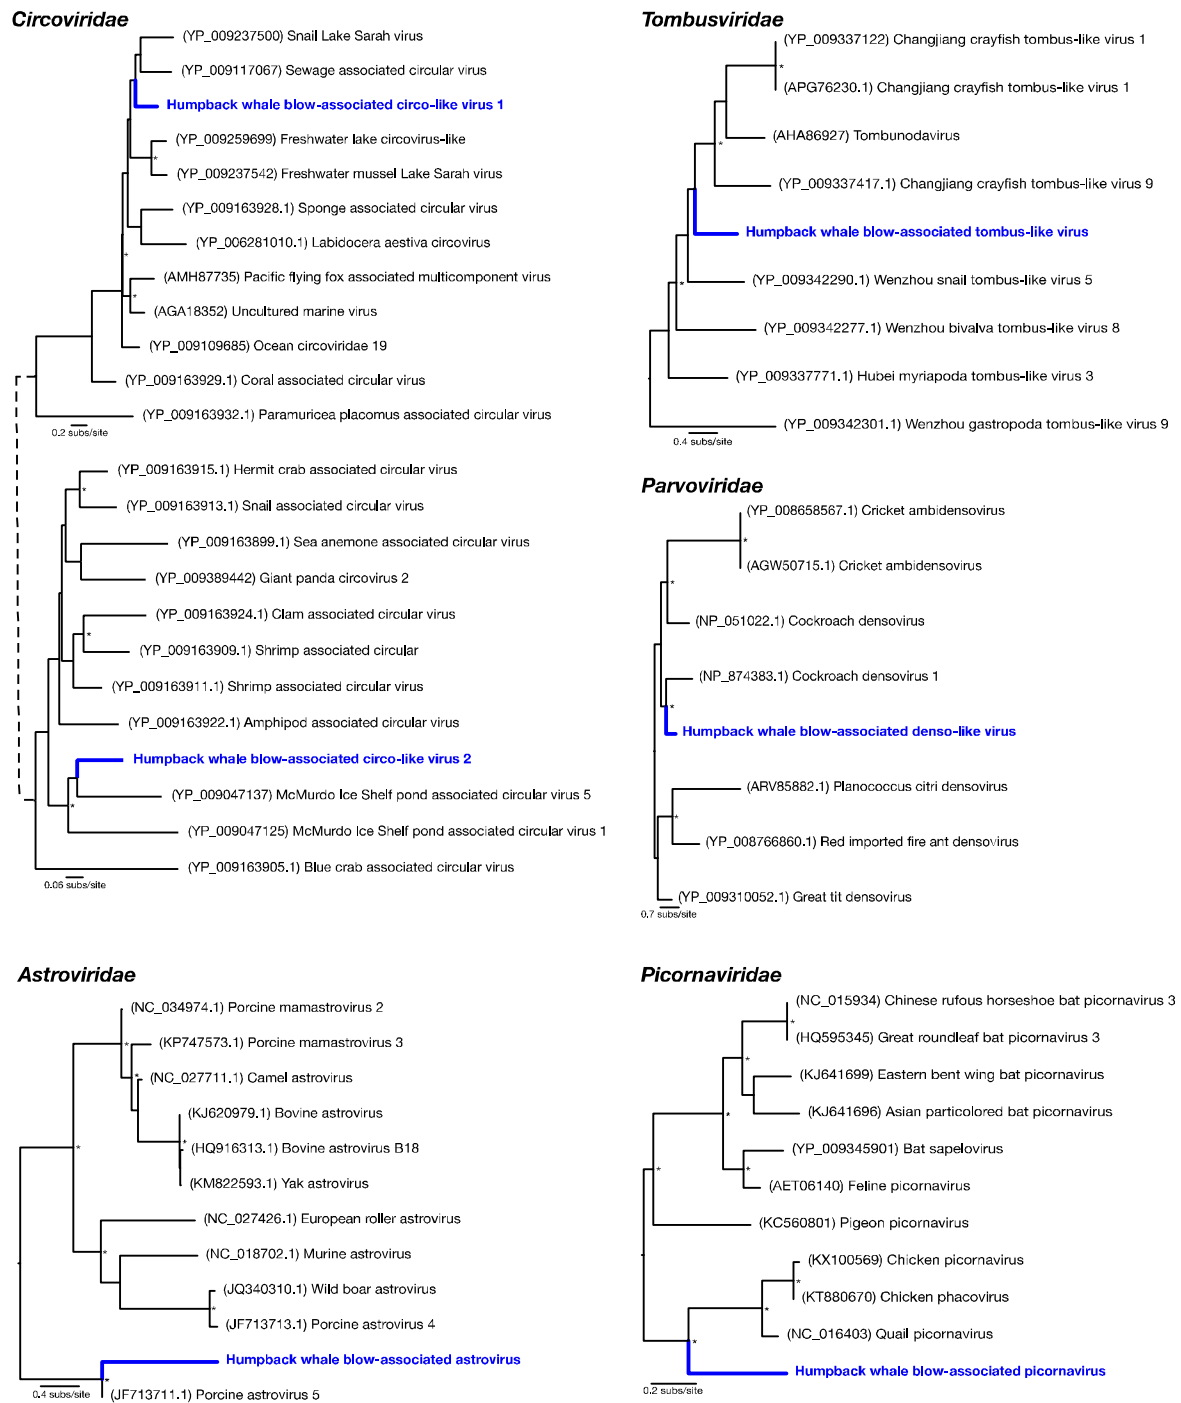 Circoviridae
(YP_009237500) Snail Lake Sarah virus
(YP_009117067) Sewage associated circular virus
Humpback whale blow-associated circo-like virus 1
(YP_009259699) Freshwater lake circovirus-like
*
(YP_009237542) Freshwater mussel Lake Sarah virus
(YP_009163928.1) Sponge associated circular virus
(YP_006281010.1) Labidocera aestiva circovirus
*
(AMH87735) Pacific flying fox associated multicomponent virus
*
(AGA18352) Uncultured marine virus
(YP_009109685) Ocean circoviridae 19
(YP_009163929.1) Coral associated circular virus
(YP_009163932.1) Paramuricea placomus associated circular virus
0.2 subs/site
(YP_009163915.1) Hermit crab associated circular virus
*
(YP_009163913.1) Snail associated circular virus
(YP_009163899.1) Sea anemone associated circular virus
(YP_009389442) Giant panda circovirus 2
(YP_009163924.1) Clam associated circular virus
*
(YP_009163909.1) Shrimp associated circular
(YP_009163911.1) Shrimp associated circular virus
(YP_009163922.1) Amphipod associated circular virus
Humpback whale blow-associated circo-like virus 2
(YP_009047137) McMurdo Ice Shelf pond associated circular virus 5
*
(YP_009047125) McMurdo Ice Shelf pond associated circular virus 1
(YP_009163905.1) Blue crab associated circular virus
0.06 subs/site
Tombusviridae
(YP_009337122) Changjiang crayfish tombus-like virus 1
*
(APG76230.1) Changjiang crayfish tombus-like virus 1
(AHA86927) Tombunodavirus
*
(YP_009337417.1) Changjiang crayfish tombus-like virus 9
Humpback whale blow-associated tombus-like virus
(YP_009342290.1) Wenzhou snail tombus-like virus 5
*
(YP_009342277.1) Wenzhou bivalva tombus-like virus 8
(YP_009337771.1) Hubei myriapoda tombus-like virus 3
(YP_009342301.1) Wenzhou gastropoda tombus-like virus 9
0.4 subs/site
Parvoviridae
(YP_008658567.1) Cricket ambidensovirus
*
(AGW50715.1) Cricket ambidensovirus
*
(NP_051022.1) Cockroach densovirus
(NP_874383.1) Cockroach densovirus 1
*
Humpback whale blow-associated denso-like virus
(ARV85882.1) Planococcus citri densovirus
*
(YP_008766860.1) Red imported fire ant densovirus
(YP_009310052.1) Great tit densovirus
0.7 subs/site
Astroviridae
(NC_034974.1) Porcine mamastrovirus 2
*
(KP747573.1) Porcine mamastrovirus 3
*
(NC_027711.1) Camel astrovirus
(KJ620979.1) Bovine astrovirus
*
(HQ916313.1) Bovine astrovirus B18
*
(KM822593.1) Yak astrovirus
(NC_027426.1) European roller astrovirus
*
(NC_018702.1) Murine astrovirus
(JQ340310.1) Wild boar astrovirus
*
(JF713713.1) Porcine astrovirus 4
Humpback whale blow-associated astrovirus
*
(JF713711.1) Porcine astrovirus 5
0.4 subs/site
Picornaviridae
(NC_015934) Chinese rufous horseshoe bat picornavirus 3
*
(HQ595345) Great roundleaf bat picornavirus 3
*
(KJ641699) Eastern bent wing bat picornavirus
(KJ641696) Asian particolored bat picornavirus
*
(YP_009345901) Bat sapelovirus
*
*
(AET06140) Feline picornavirus
(KC560801) Pigeon picornavirus
(KX100569) Chicken picornavirus
*
(KT880670) Chicken phacovirus
*
(NC_016403) Quail picornavirus
*
Humpback whale blow-associated picornavirus
0.2 subs/site